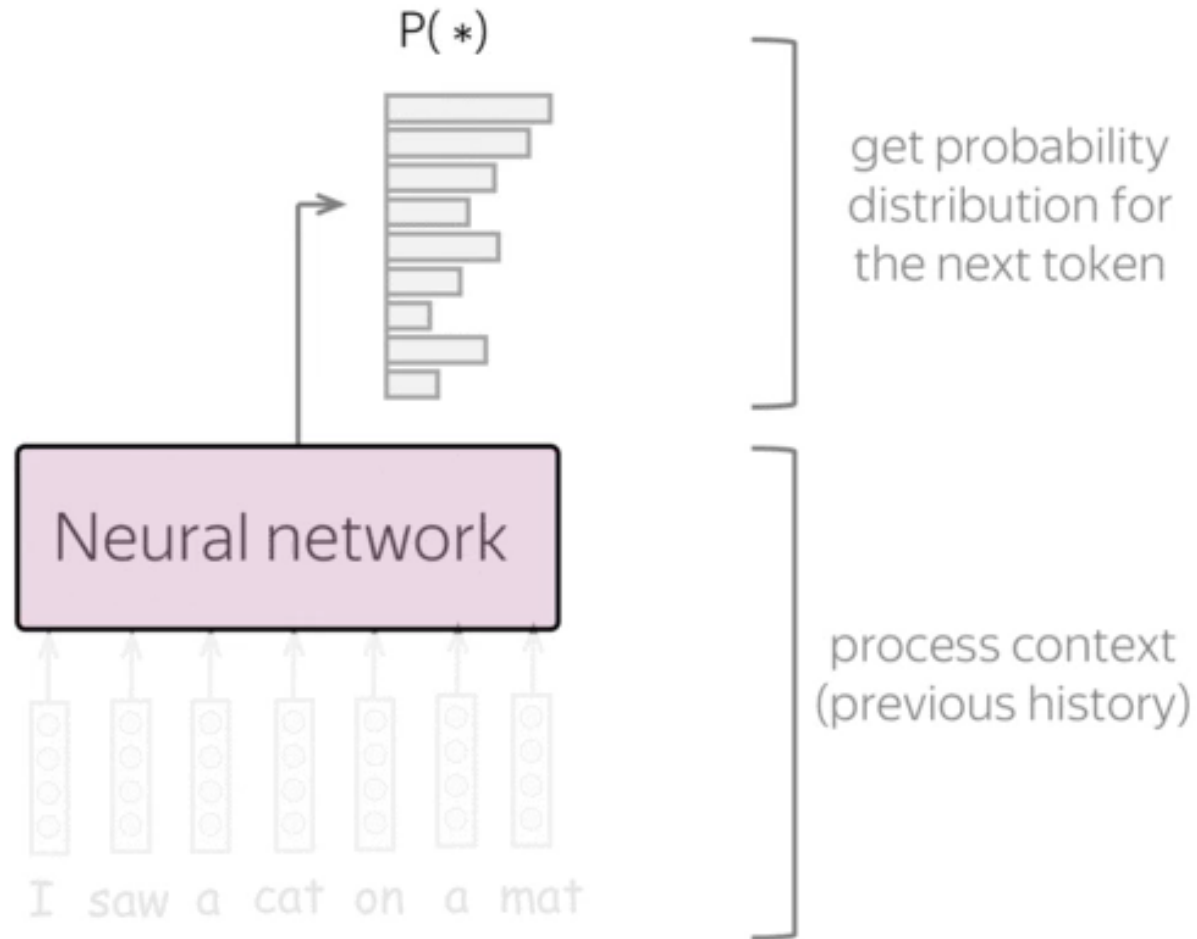 P( * )
get probability
distribution for
the next token
Neural network
process context
(previous history)
I saw a cat on a mat